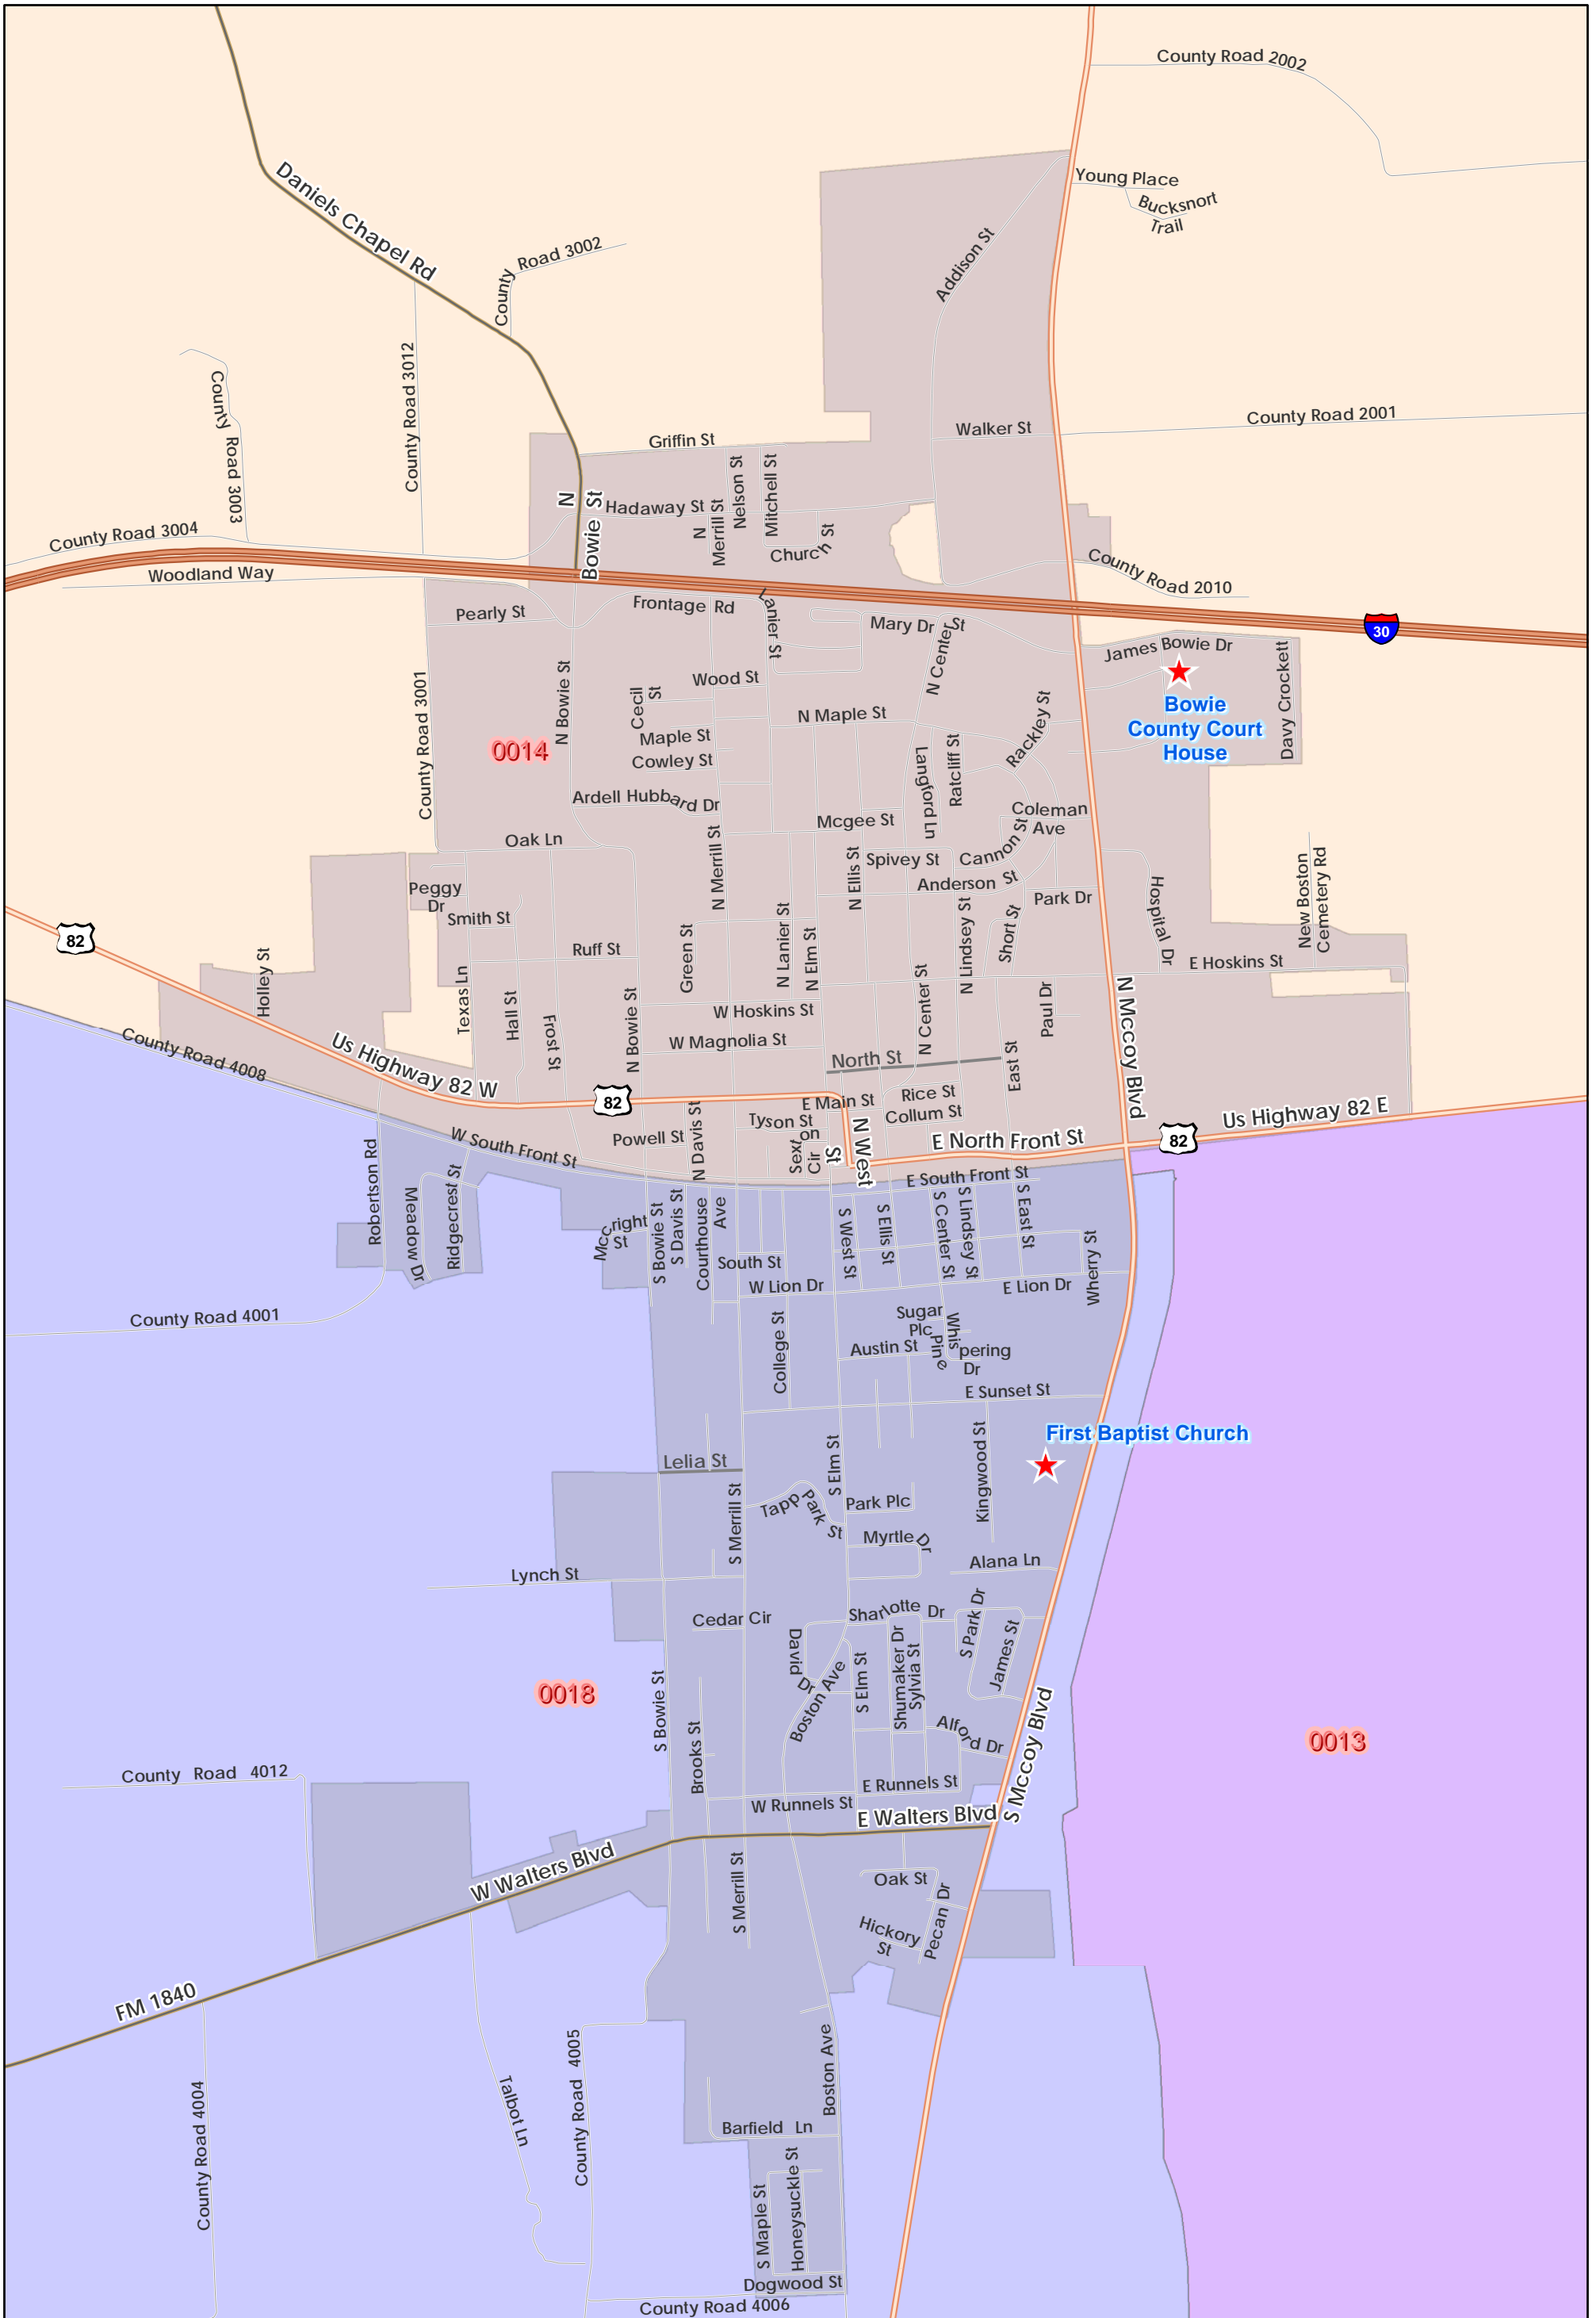 County Road 2002
Young Place
Bucksnort
Trail
Daniels Chapel Rd
County Road 3002
Addison St
County Road 3012
County Road 3003
County Road 2001
Walker St
Griffin St
N
Bowie St
Hadaway St
N
Merrill St
Nelson St
Mitchell St
Church St
County Road 3004
Woodland Way
County Road 2010
30
Pearly St
Frontage Rd
Lanier St
Mary Dr
N Center St
James Bowie Dr
Bowie
County Court
House
Davy Crockett
County Road 3001
N Bowie St
0014
Cecil
St
Wood St
Maple St
Cowley St
N Maple St
Rackley St
Langford Ln
Ratcliff St
Ardell Hubbard Dr
Mcgee St
Coleman
Ave
Oak Ln
N Merrill St
N Ellis St
Spivey St
Cannon St
Anderson St
Park Dr
Hospital Dr
New Boston
Cemetery Rd
Peggy
Dr
Smith St
82
Holley St
Texas Ln
Ruff St
Green St
N Lanier St
N Elm St
N Lindsey St
Short St
E Hoskins St
Hall St
Frost St
N Bowie St
W Hoskins St
N Center St
Paul Dr
N Mccoy Blvd
W Magnolia St
North St
East St
County Road 4008
Us Highway 82 W
82
E Main St
Rice St
Collum St
Tyson St
Us Highway 82 E
82
Powell St
N Davis St
Sexton
Cir
N West
St
E North Front St
W South Front St
E South Front St
Robertson Rd
Meadow Dr
Ridgecrest St
Mccright
St
S Bowie St
S Davis St
Courthouse
Ave
South St
S West St
S Ellis St
S Center St
S Lindsey St
S East St
Wherry St
W Lion Dr
E Lion Dr
County Road 4001
College St
Sugar
Plc
Pine
Whispering
Dr
Austin St
E Sunset St
First Baptist Church
Kingwood St
Lelia St
S Elm St
S Merrill St
Tapp
Park
St
Park Plc
Myrtle Dr
Alana Ln
Lynch St
Cedar Cir
Sharlotte Dr
David
Dr
Boston Ave
S Elm St
Shumaker Dr
Sylvia St
S Park Dr
James St
0018
S Bowie St
Brooks St
Alford Dr
S Mccoy Blvd
0013
County Road 4012
E Runnels St
W Runnels St
E Walters Blvd
W Walters Blvd
S Merrill St
Oak St
Hickory
St
Pecan Dr
FM 1840
County Road 4004
Talbot Ln
County Road 4005
Boston Ave
Barfield Ln
S Maple St
Honeysuckle St
Dogwood St
County Road 4006